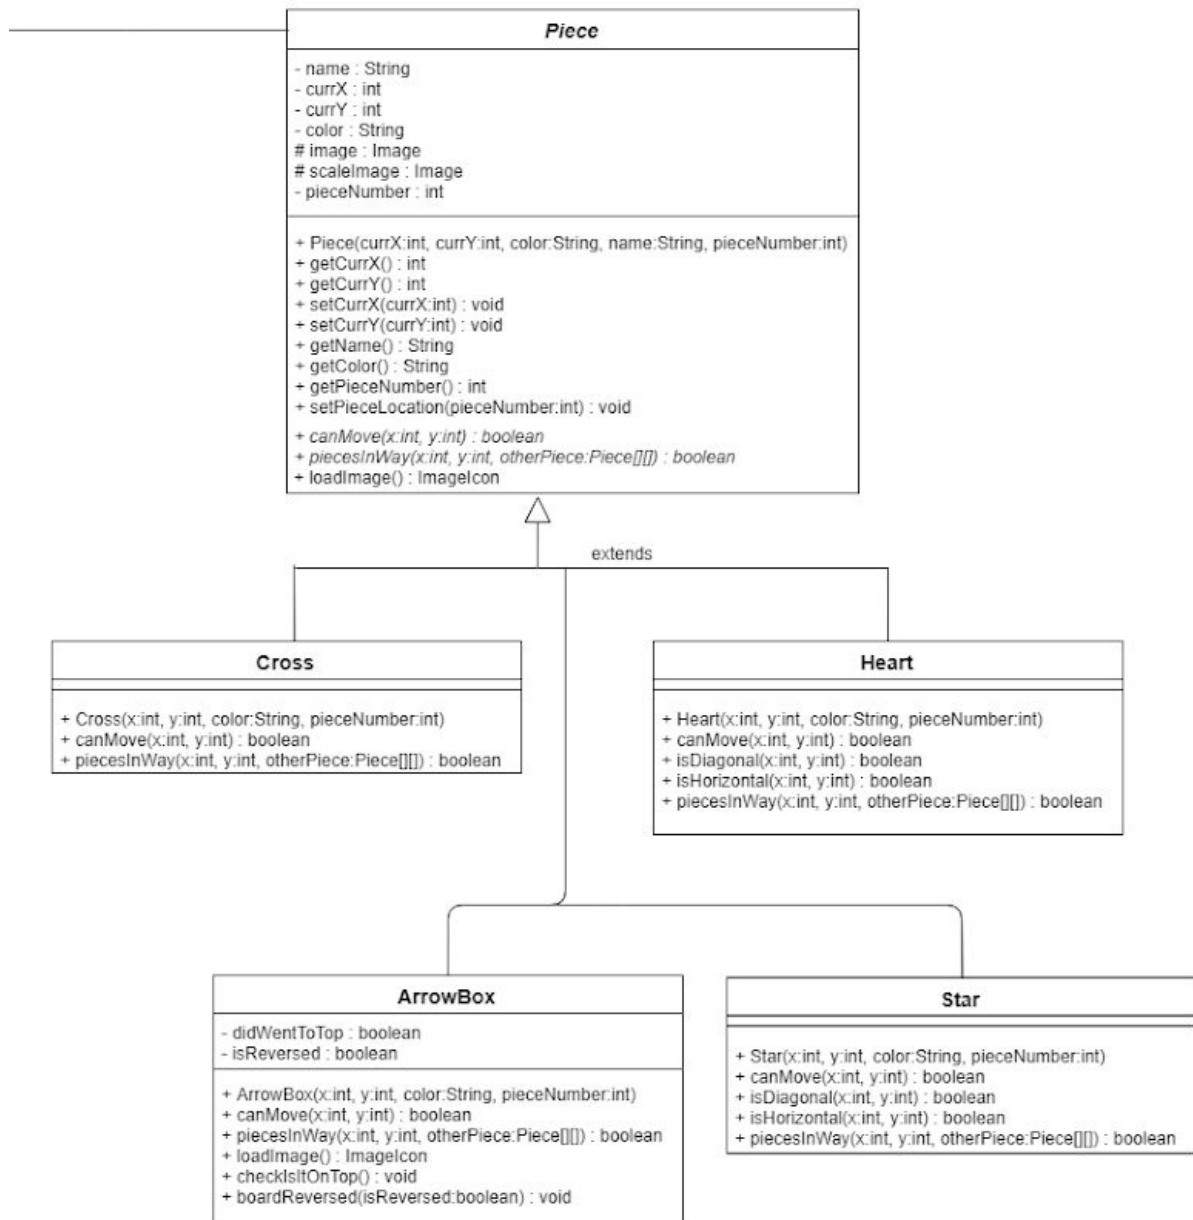 Piece
- name : String
- currX : int
- currY : int
- color : String
# image : Image
# scaleImage : Image
- pieceNumber : int
+ Piece(currX:int, currY:int, color:String, name:String, pieceNumber:int)
+ getCurrX() : int
+ getCurrY() : int
+ setCurrX(currX:int) : void
+ setCurrY(currY:int) : void
+ getName() : String
+ getColor() : String
+ getPieceNumber() : int
+ setPieceLocation(pieceNumber:int) : void
+ canMove(x:int, y:int) : boolean
+ piecesInWay(x:int, y:int, otherPiece:Piece[][]) : boolean
+ loadImage() : ImageIcon
extends
Cross
+ Cross(x:int, y:int, color:String, pieceNumber:int)
+ canMove(x:int, y:int) : boolean
+ piecesInWay(x:int, y:int, otherPiece:Piece[][]) : boolean
Heart
+ Heart(x:int, y:int, color:String, pieceNumber:int)
+ canMove(x:int, y:int) : boolean
+ isDiagonal(x:int, y:int) : boolean
+ isHorizontal(x:int, y:int) : boolean
+ piecesInWay(x:int, y:int, otherPiece:Piece[][]) : boolean
ArrowBox
- didWentToTop : boolean
- isReversed : boolean
+ ArrowBox(x:int, y:int, color:String, pieceNumber:int)
+ canMove(x:int, y:int) : boolean
+ piecesInWay(x:int, y:int, otherPiece:Piece[][]) : boolean
+ loadImage() : ImageIcon
+ checkIsItOnTop() : void
+ boardReversed(isReversed:boolean) : void
Star
+ Star(x:int, y:int, color:String, pieceNumber:int)
+ canMove(x:int, y:int) : boolean
+ isDiagonal(x:int, y:int) : boolean
+ isHorizontal(x:int, y:int) : boolean
+ piecesInWay(x:int, y:int, otherPiece:Piece[][]) : boolean